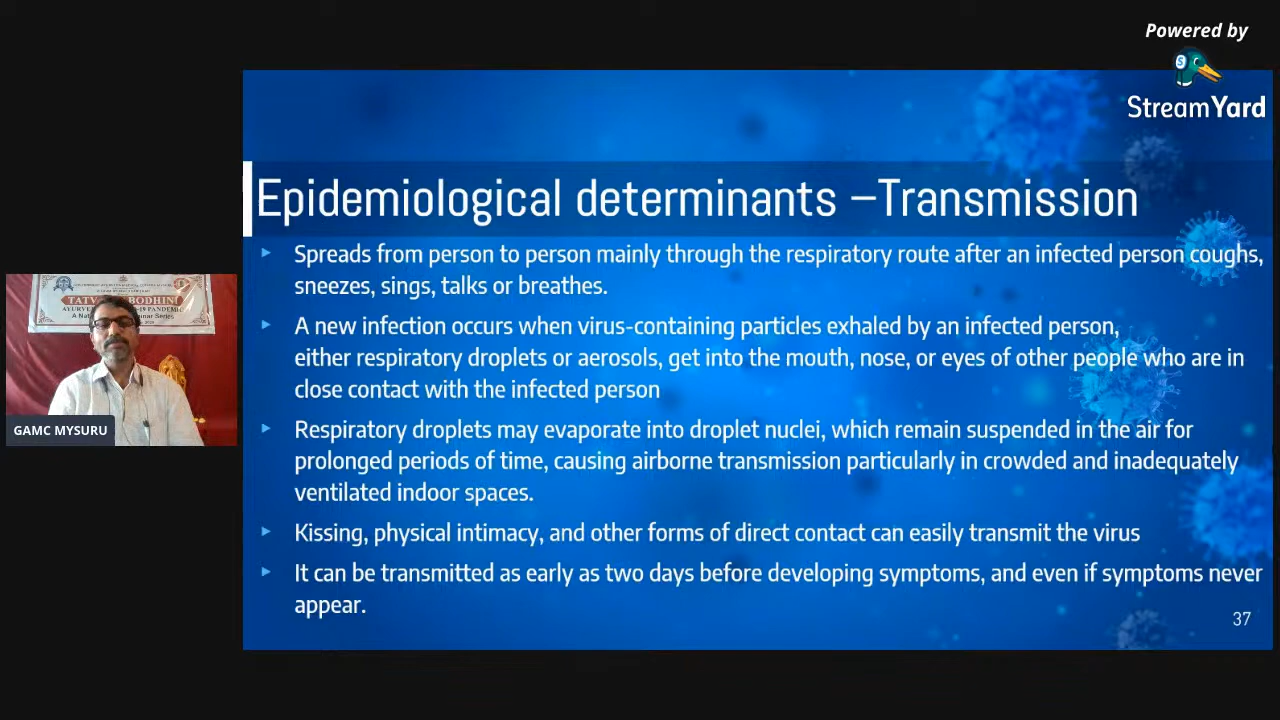 Powered by
StreamYard
Epidemiological determinants –Transmission
Spreads from person to person mainly through the respiratory route after an infected person coughs,
sneezes, sings, talks or breathes.
A new infection occurs when virus-containing particles exhaled by an infected person,
either respiratory droplets or aerosols, get into the mouth, nose, or eyes of other people who are in
close contact with the infected person
Respiratory droplets may evaporate into droplet nuclei, which remain suspended in the air for
prolonged periods of time, causing airborne transmission particularly in crowded and inadequately
ventilated indoor spaces.
Kissing, physical intimacy, and other forms of direct contact can easily transmit the virus
It can be transmitted as early as two days before developing symptoms, and even if symptoms never
appear.
37
BODHINI
GAMC MYSURU